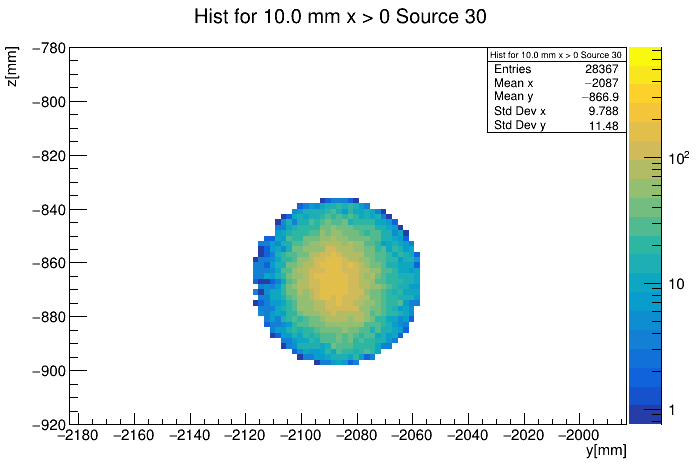 Hist for 10.0 mm x > 0 Source 30
z[mm]
−780
−800
−820
−840
−860
−880
−900
−920
Hist for 10.0 mm x > 0 Source 30
Entries 28367
Mean x −2087
Mean y −866.9
Std Dev x 9.788
Std Dev y 11.48
10²
10
1
−2180 −2160 −2140 −2120 −2100 −2080 −2060 −2040 −2020 −2000
y[mm]